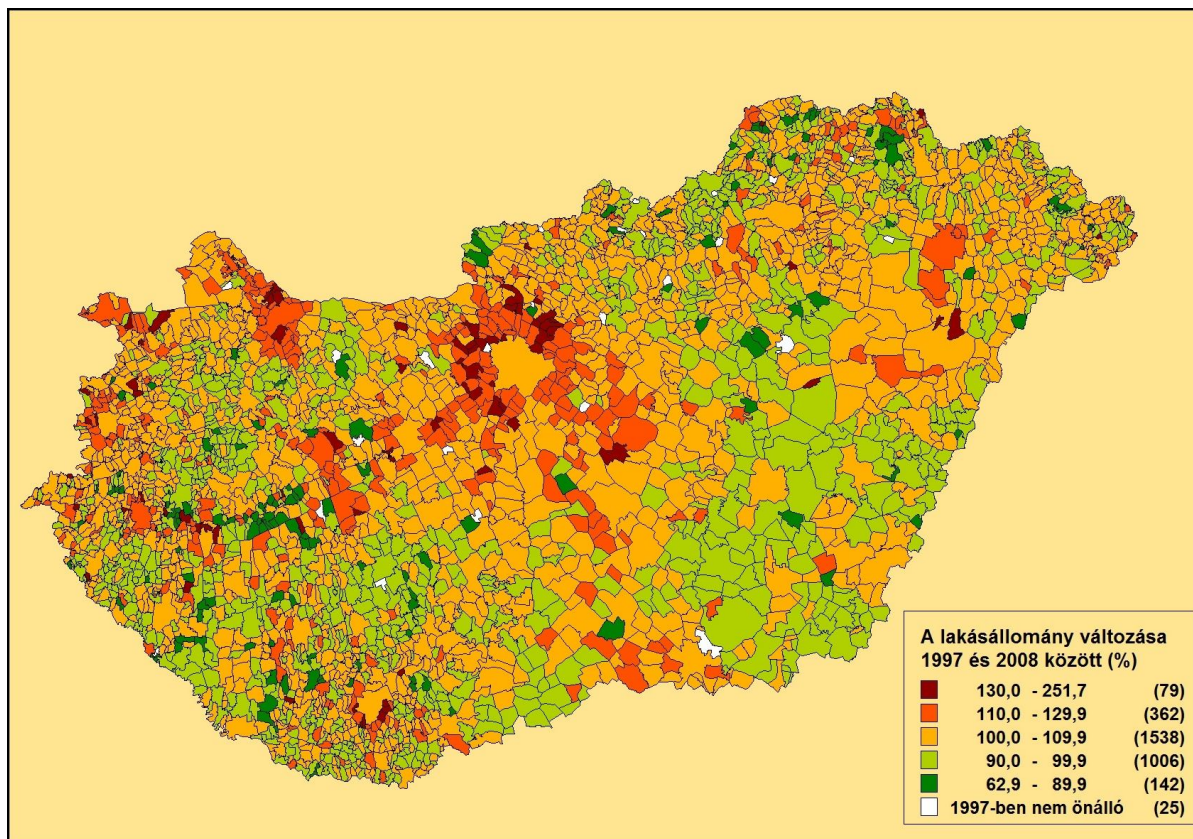 A lakásállomány változása
1997 és 2008 között (%)
130,0 - 251,7 (79)
110,0 - 129,9 (362)
100,0 - 109,9 (1538)
90,0 - 99,9 (1006)
62,9 - 89,9 (142)
1997-ben nem önálló (25)